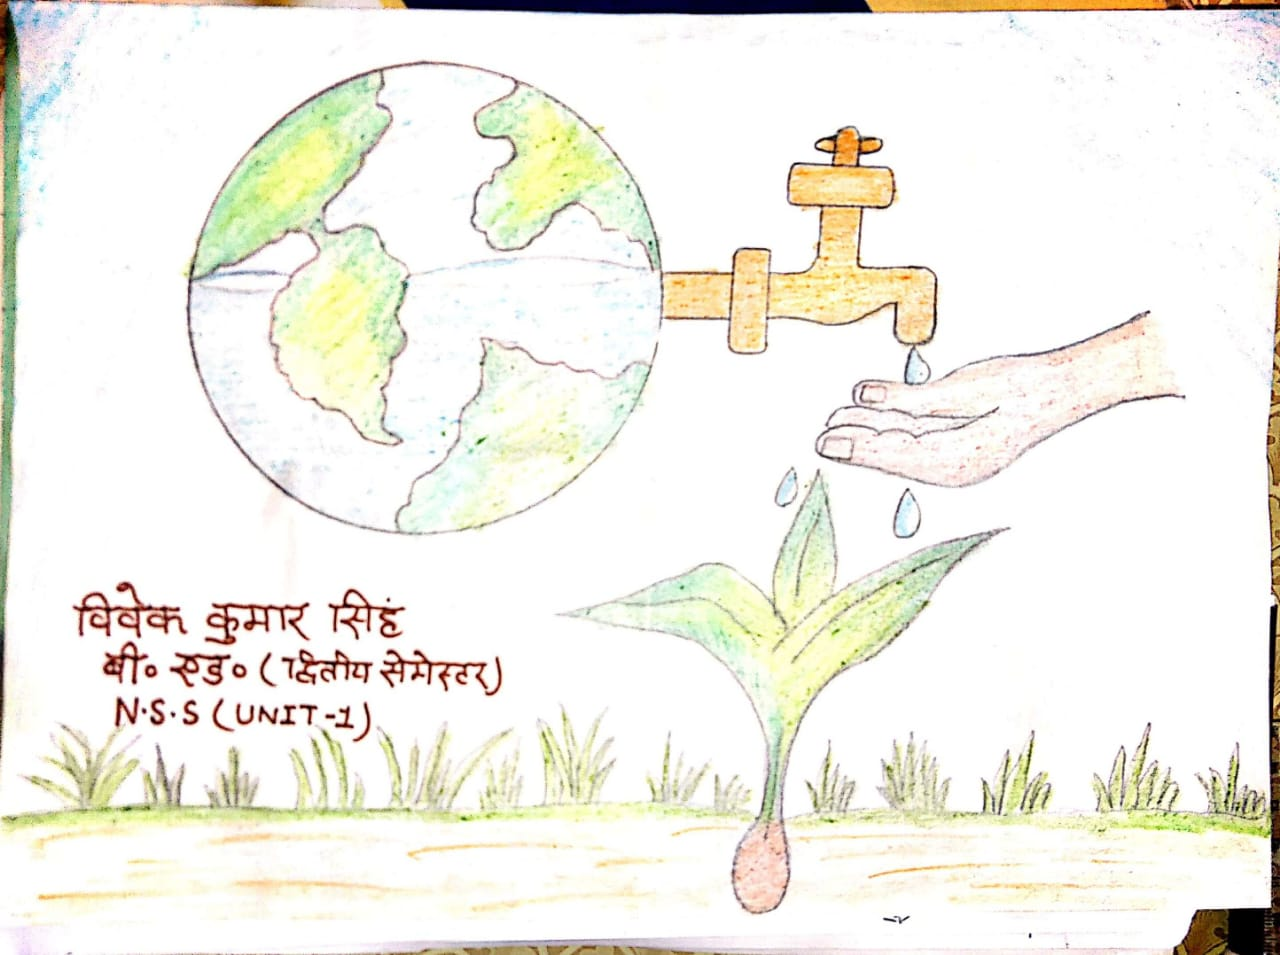 विवेक कुमार सिहं
बी० एड० (द्वितीय सेमेस्टर)
N.S.S (UNIT-1)